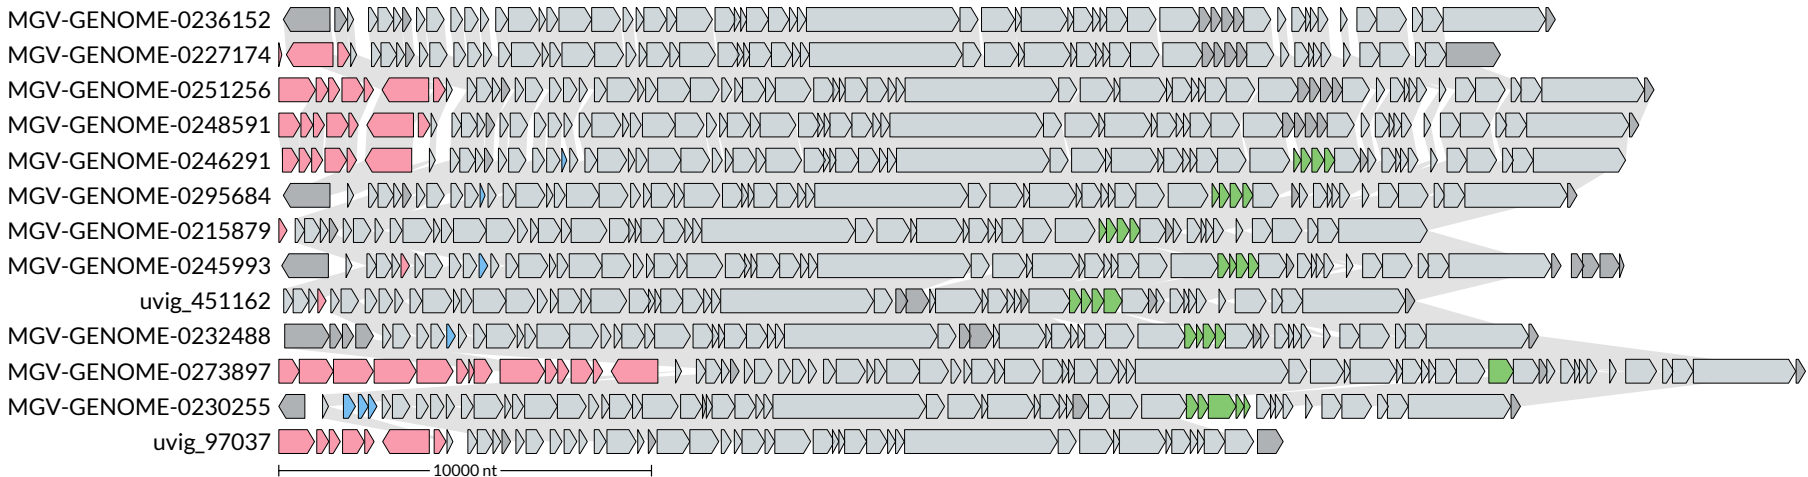 MGV-GENOME-0236152
MGV-GENOME-0227174
MGV-GENOME-0251256
MGV-GENOME-0248591
MGV-GENOME-0246291
MGV-GENOME-0295684
MGV-GENOME-0215879
MGV-GENOME-0245993
uvig_451162
MGV-GENOME-0232488
MGV-GENOME-0273897
MGV-GENOME-0230255
uvig_97037
10000 nt